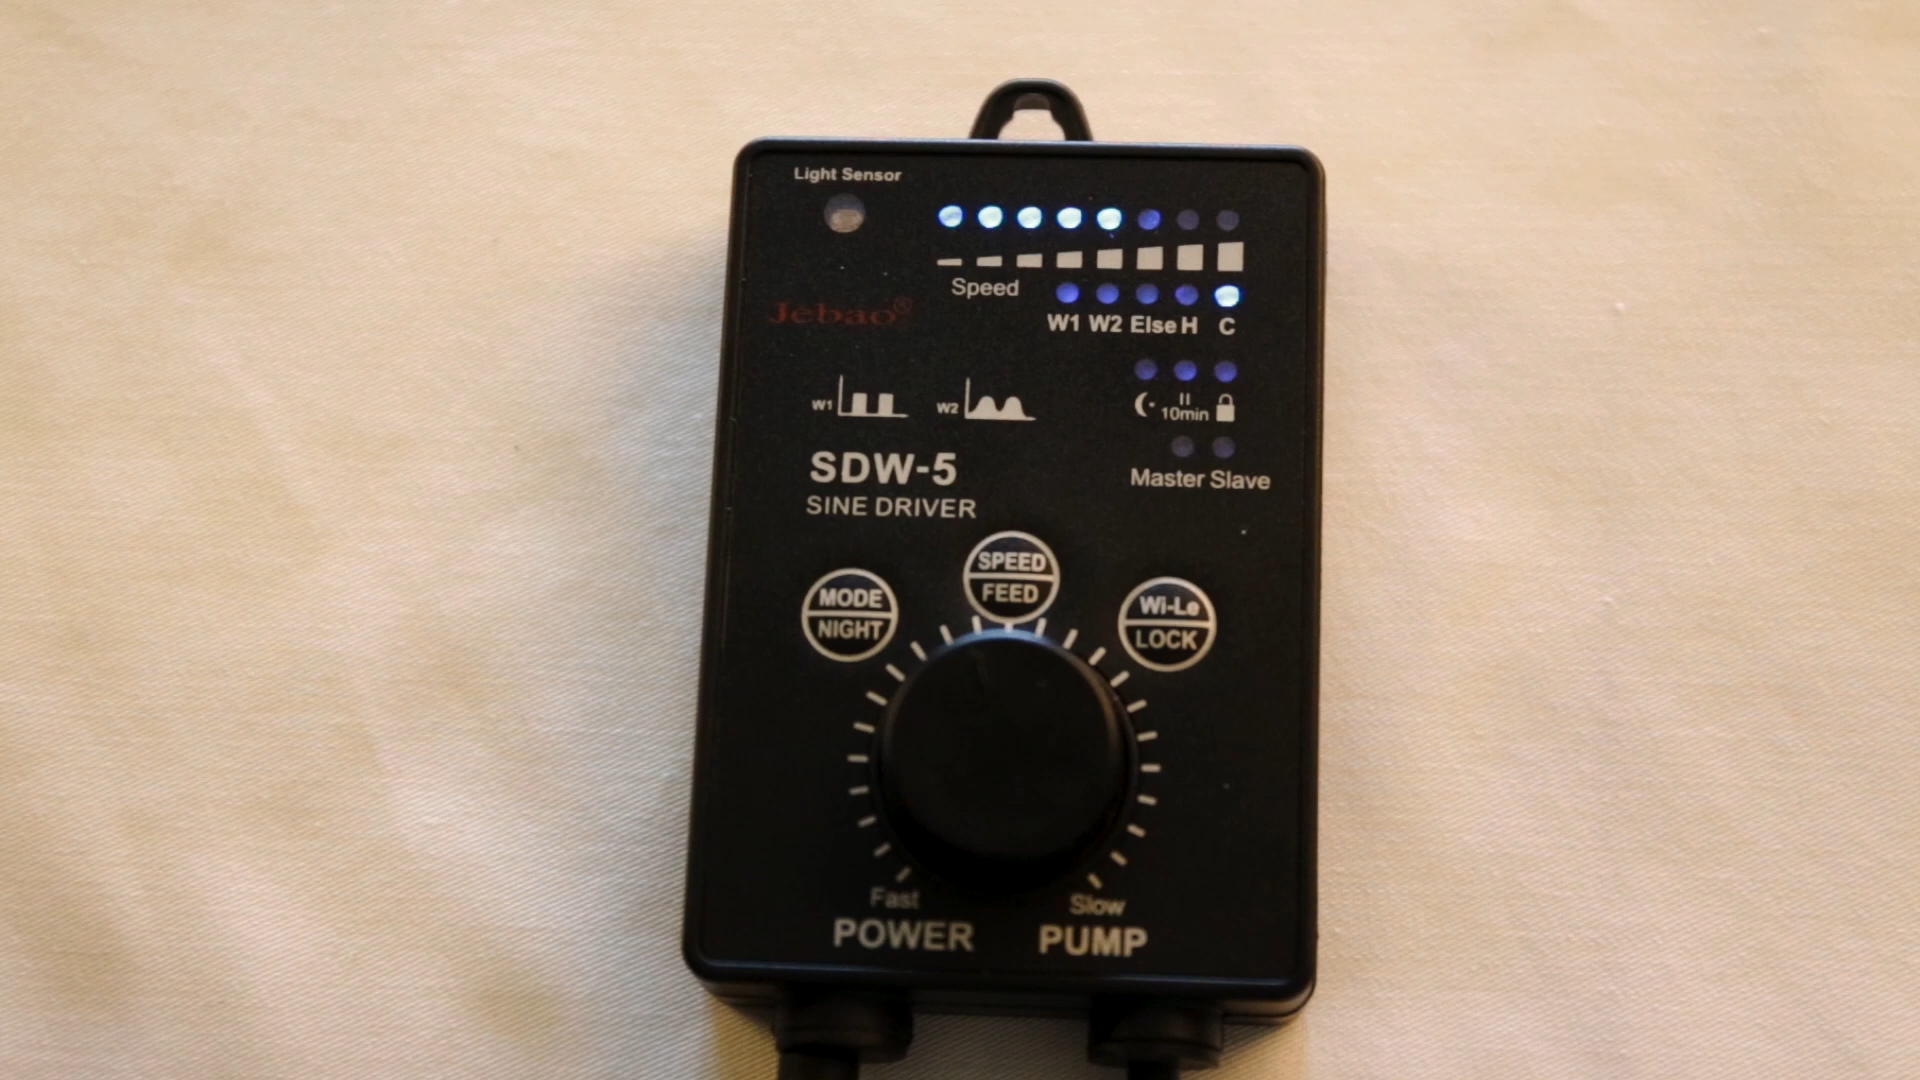 Light Sensor
Speed
Jebao®
W1 W2 Else H C
W1 W2
II
10min
SDW-5
Master Slave
SINE DRIVER
SPEED
FEED
MODE
NIGHT
Wi-Le
LOCK
Fast Slow
POWER PUMP